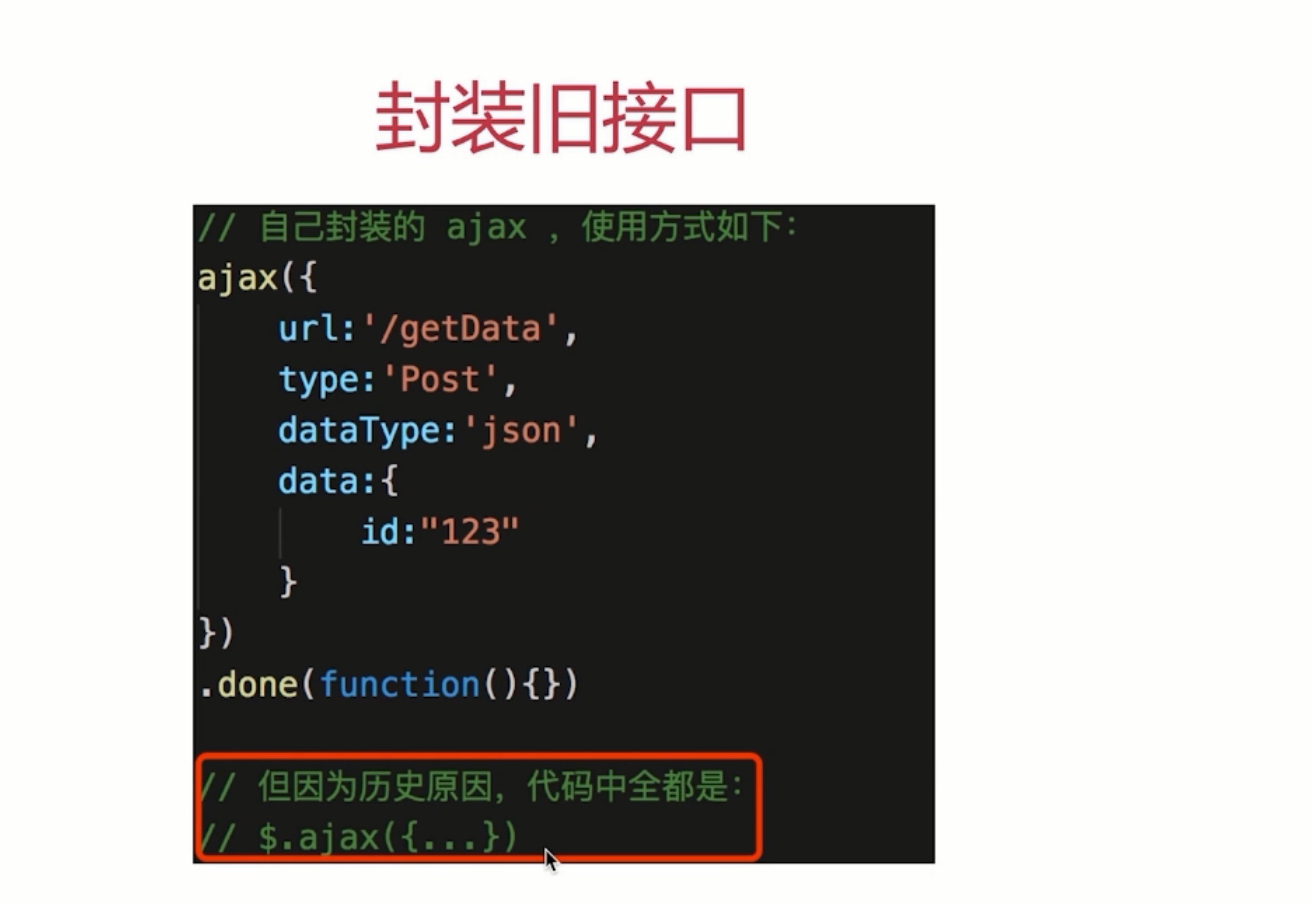 封装旧接口
// 自己封装的 ajax ，使用方式如下：
ajax({
    url:'/getData',
    type:'Post',
    dataType:'json',
    data:{
        id:"123"
    }
})
.done(function(){})
// 但因为历史原因，代码中全都是：
// $.ajax({...})